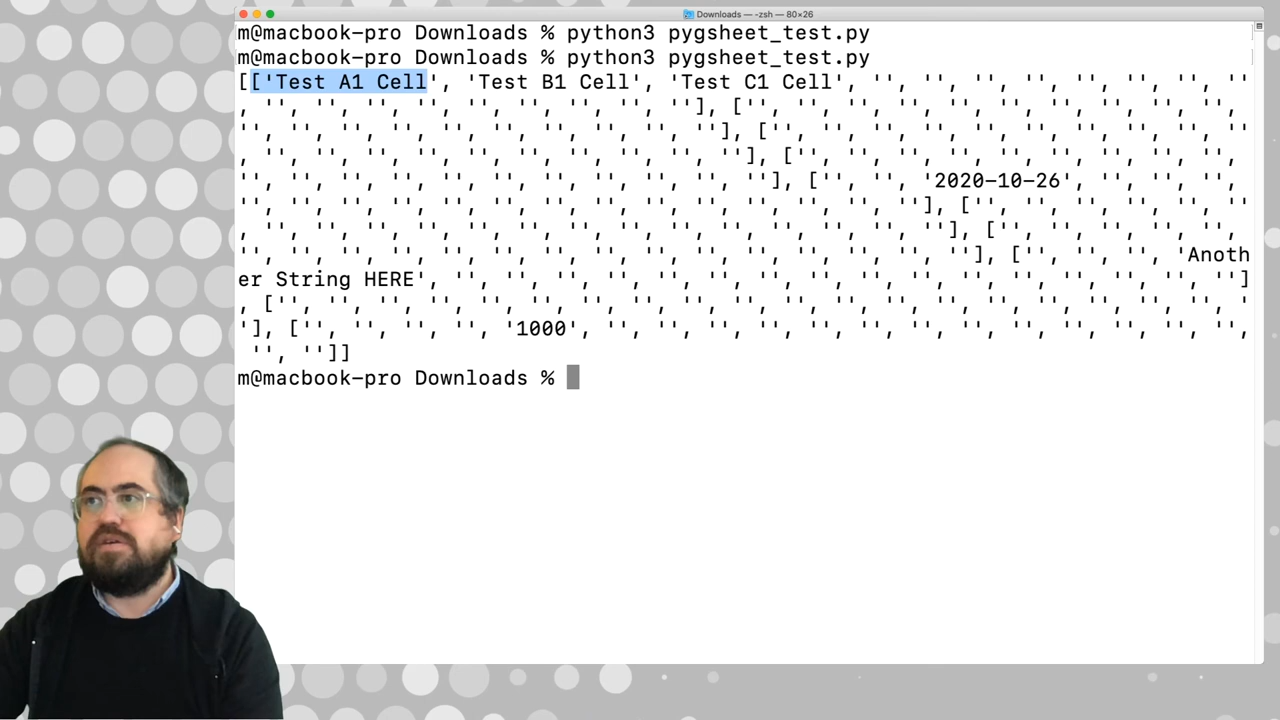 Downloads — -zsh — 80×26
m@macbook-pro Downloads % python3 pygsheet_test.py
m@macbook-pro Downloads % python3 pygsheet_test.py
[['Test A1 Cell', 'Test B1 Cell', 'Test C1 Cell', '', '', '', '', '', '', '', ''
, '', '', '', '', '', '', '', '', ''], ['', '', '', '', '', '', '', '', '', '',
'', '', '', '', '', '', '', '', '', ''], ['', '', '', '', '', '', '', '', '', ''
, '', '', '', '', '', '', '', '', '', ''], ['', '', '', '', '', '', '', '', '',
'', '', '', '', '', '', '', '', '', '', ''], ['', '', '2020-10-26', '', '', '',
'', '', '', '', '', '', '', '', '', '', '', '', '', ''], ['', '', '', '', '', ''
, '', '', '', '', '', '', '', '', '', '', '', '', '', ''], ['', '', '', '', '',
'', '', '', '', '', '', '', '', '', '', '', '', '', '', ''], ['', '', '', 'Anoth
er String HERE', '', '', '', '', '', '', '', '', '', '', '', '', '', '', '', '']
, ['', '', '', '', '', '', '', '', '', '', '', '', '', '', '', '', '', '', '', '
'], ['', '', '', '', '1000', '', '', '', '', '', '', '', '', '', '', '', '', '',
 '', '']]
m@macbook-pro Downloads %